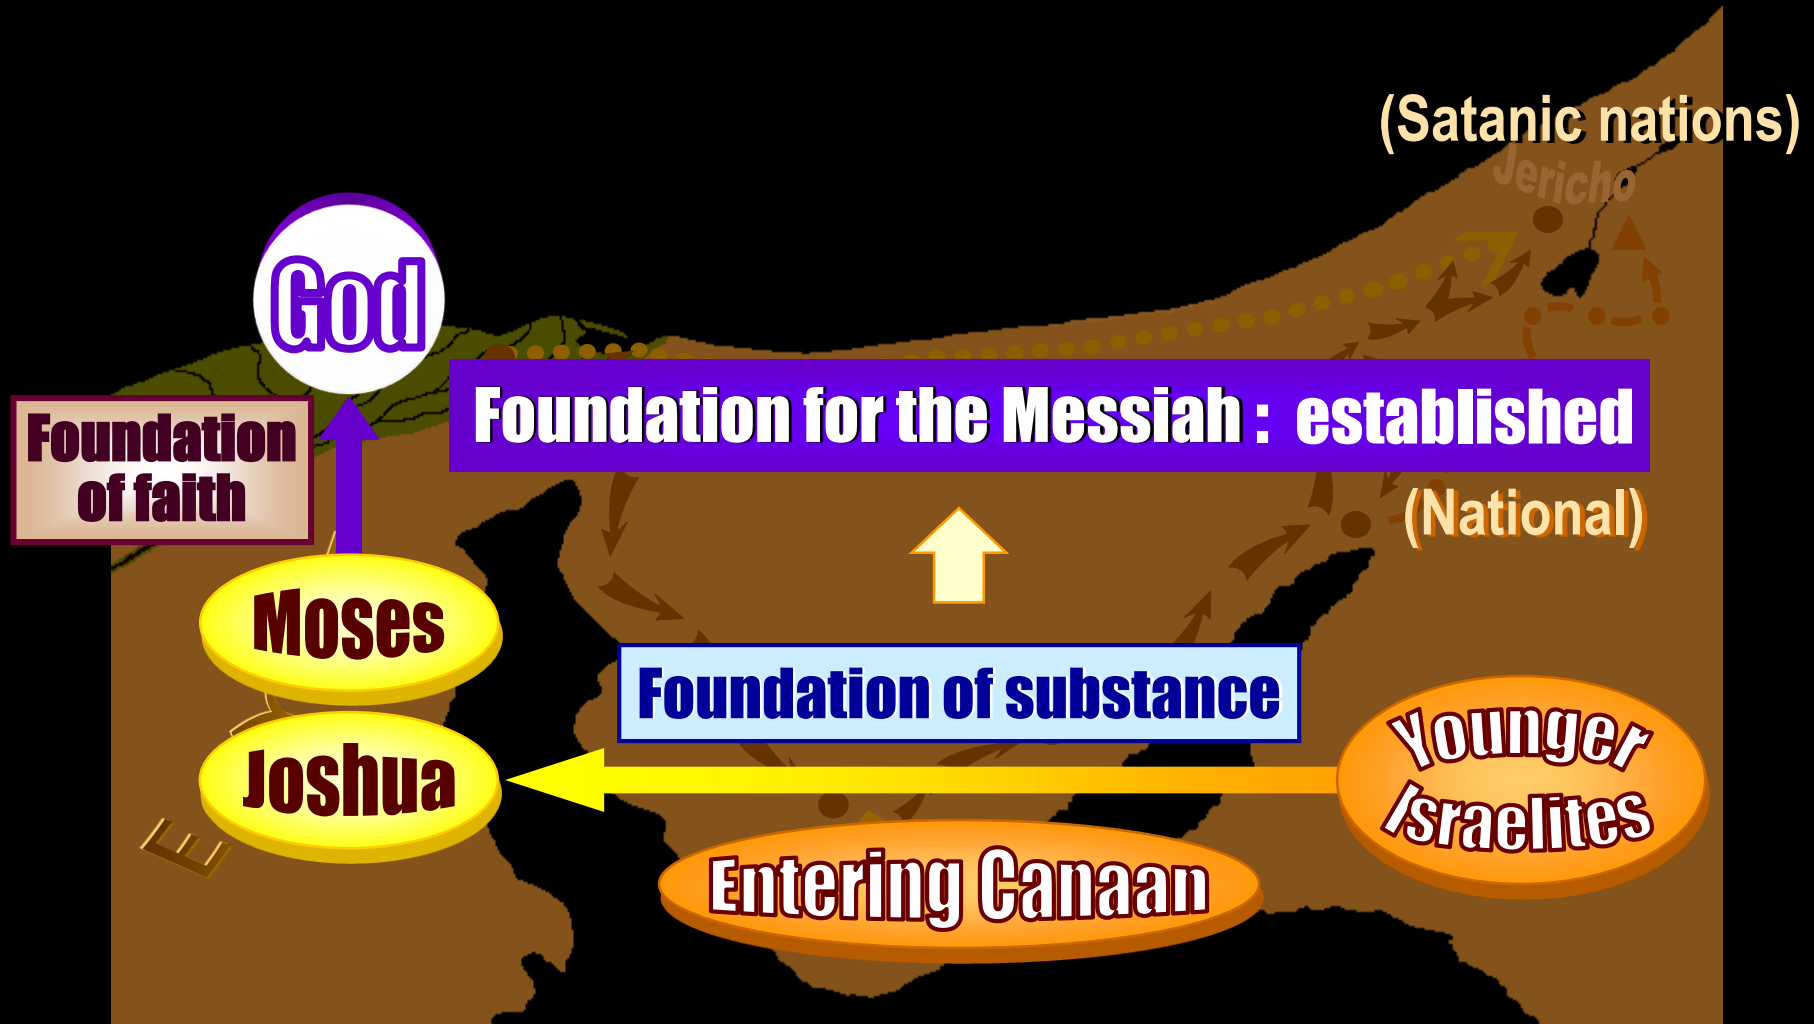 (Satanic nations)
Jericho
God
Foundation for the Messiah : established
Foundation
of faith
(National)
Moses
Foundation of substance
Joshua
Younger
Israelites
Entering Canaan